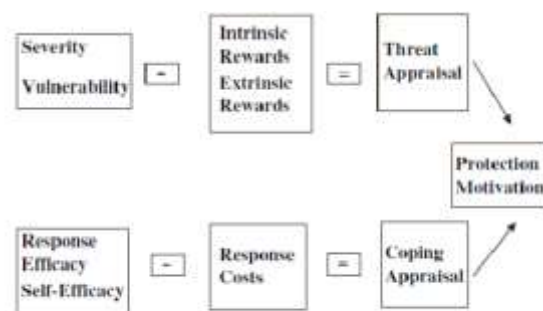 Severity
Vulnerability
-
Intrinsic
Rewards
Extrinsic
Rewards
=
Threat
Appraisal
Protection
Motivation
Response
Efficacy
Self-Efficacy
-
Response
Costs
=
Coping
Appraisal